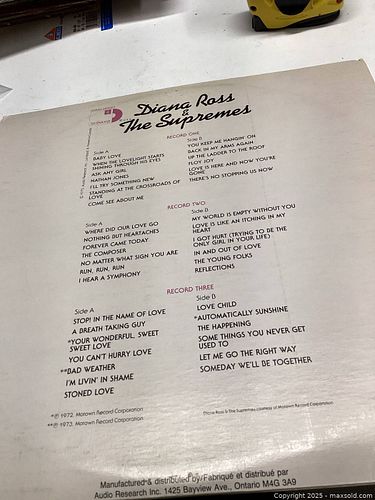 Diana Ross
&
The Supremes
RECORD ONE
Side A
BABY LOVE
WHEN THE LOVELIGHT STARTS
SHINING THROUGH HIS EYES
ASK ANY GIRL
NATHAN JONES
I'LL TRY SOMETHING NEW
STANDING AT THE CROSSROADS OF
LOVE
COME SEE ABOUT ME
Side B
YOU KEEP ME HANGIN' ON
BACK IN MY ARMS AGAIN
UP THE LADDER TO THE ROOF
FLOY JOY
LOVE IS HERE AND NOW YOU'RE
GONE
THERE'S NO STOPPING US NOW
RECORD TWO
Side A
WHERE DID OUR LOVE GO
NOTHING BUT HEARTACHES
FOREVER CAME TODAY
THE COMPOSER
NO MATTER WHAT SIGN YOU ARE
RUN, RUN, RUN
I HEAR A SYMPHONY
Side B
MY WORLD IS EMPTY WITHOUT YOU
LOVE IS LIKE AN ITCHING IN MY
HEART
I GOT HURT (TRYING TO BE THE
ONLY GIRL IN YOUR LIFE)
IN AND OUT OF LOVE
THE YOUNG FOLKS
REFLECTIONS
RECORD THREE
Side A
STOP! IN THE NAME OF LOVE
A BREATH TAKING GUY
*YOUR WONDERFUL, SWEET
SWEET LOVE
YOU CAN'T HURRY LOVE
**BAD WEATHER
I'M LIVIN' IN SHAME
STONED LOVE
Side B
LOVE CHILD
*AUTOMATICALLY SUNSHINE
THE HAPPENING
SOME THINGS YOU NEVER GET
USED TO
LET ME GO THE RIGHT WAY
SOMEDAY WE'LL BE TOGETHER
*℗ 1972, Motown Record Corporation
**℗ 1973, Motown Record Corporation
Diana Ross & The Supremes courtesy of Motown Record Corporation
Manufactured & distributed by/Fabriqué et distribué par
Audio Research Inc. 1425 Bayview Ave., Ontario M4G 3A9
Copyright 2025 - maxsold.com